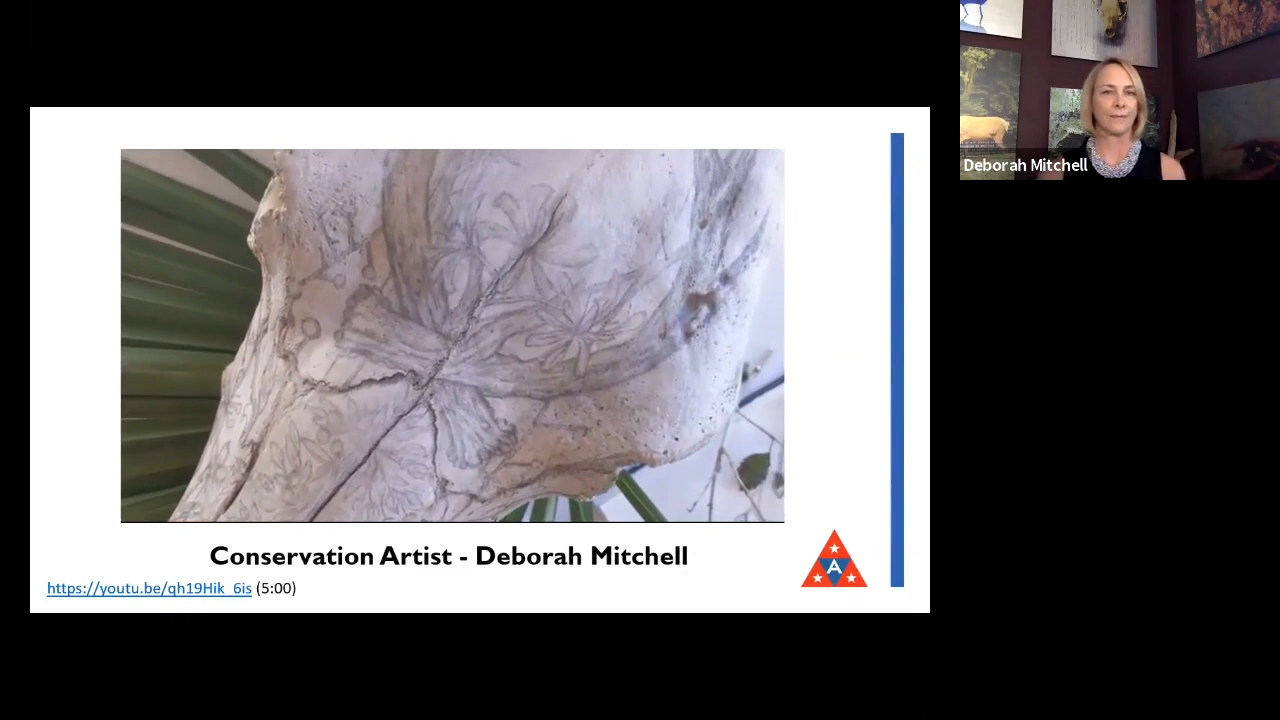 Deborah Mitchell
Conservation Artist - Deborah Mitchell
https://youtu.be/qh19Hik_6is (5:00)
A